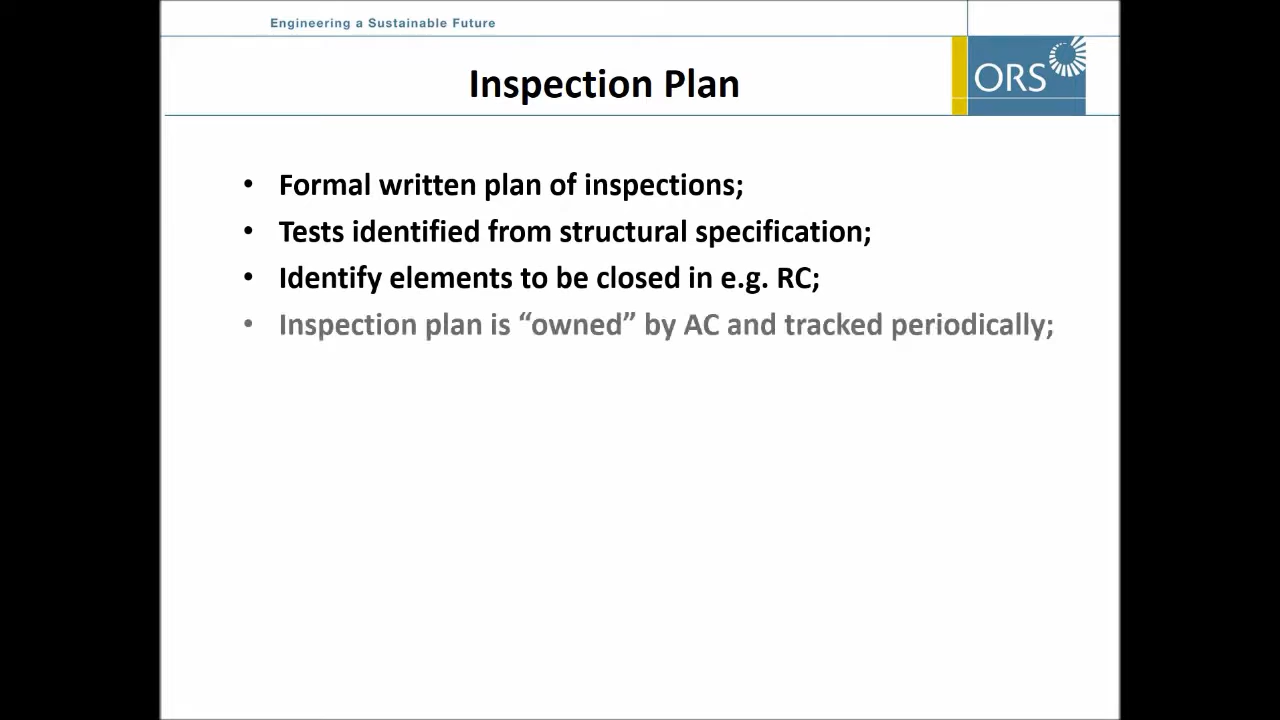 Engineering a Sustainable Future
Inspection Plan
ORS
• Formal written plan of inspections;
• Tests identified from structural specification;
• Identify elements to be closed in e.g. RC;
• Inspection plan is “owned” by AC and tracked periodically;